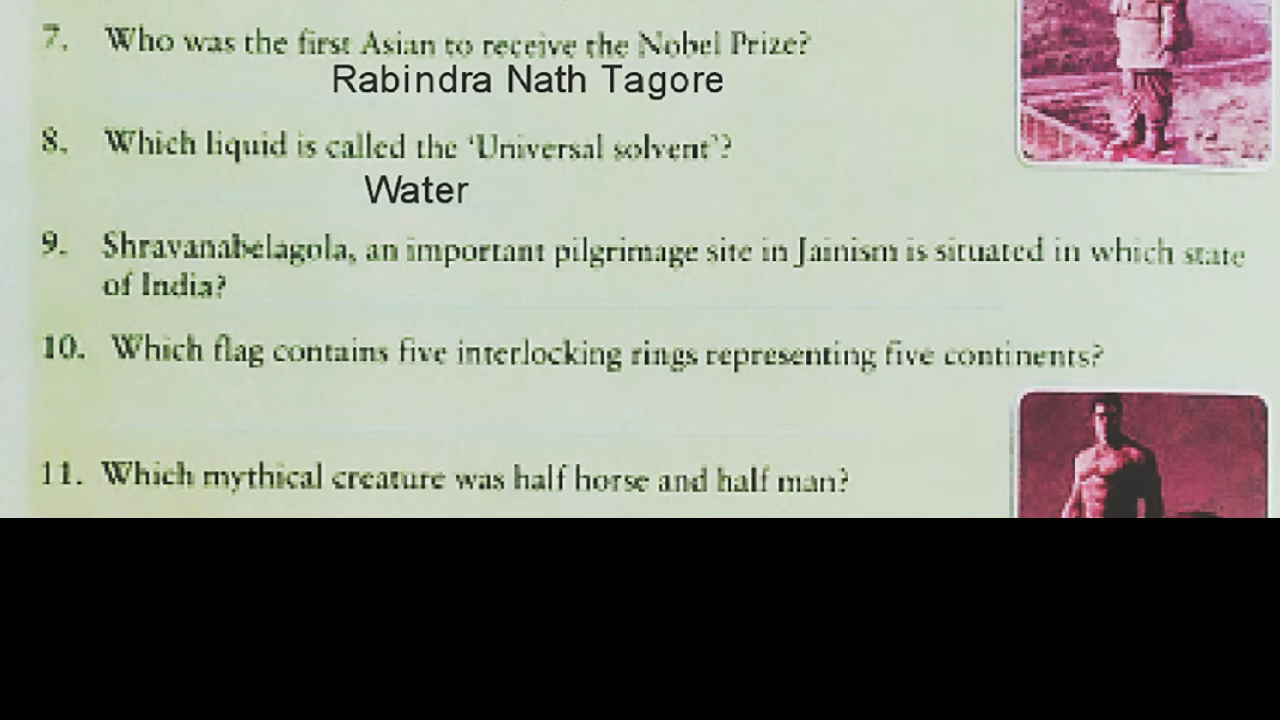 7. Who was the first Asian to receive the Nobel Prize?
Rabindra Nath Tagore
8. Which liquid is called the ‘Universal solvent’?
Water
9. Shravanabelagola, an important pilgrimage site in Jainism is situated in which state
of India?
10. Which flag contains five interlocking rings representing five continents?
11. Which mythical creature was half horse and half man?